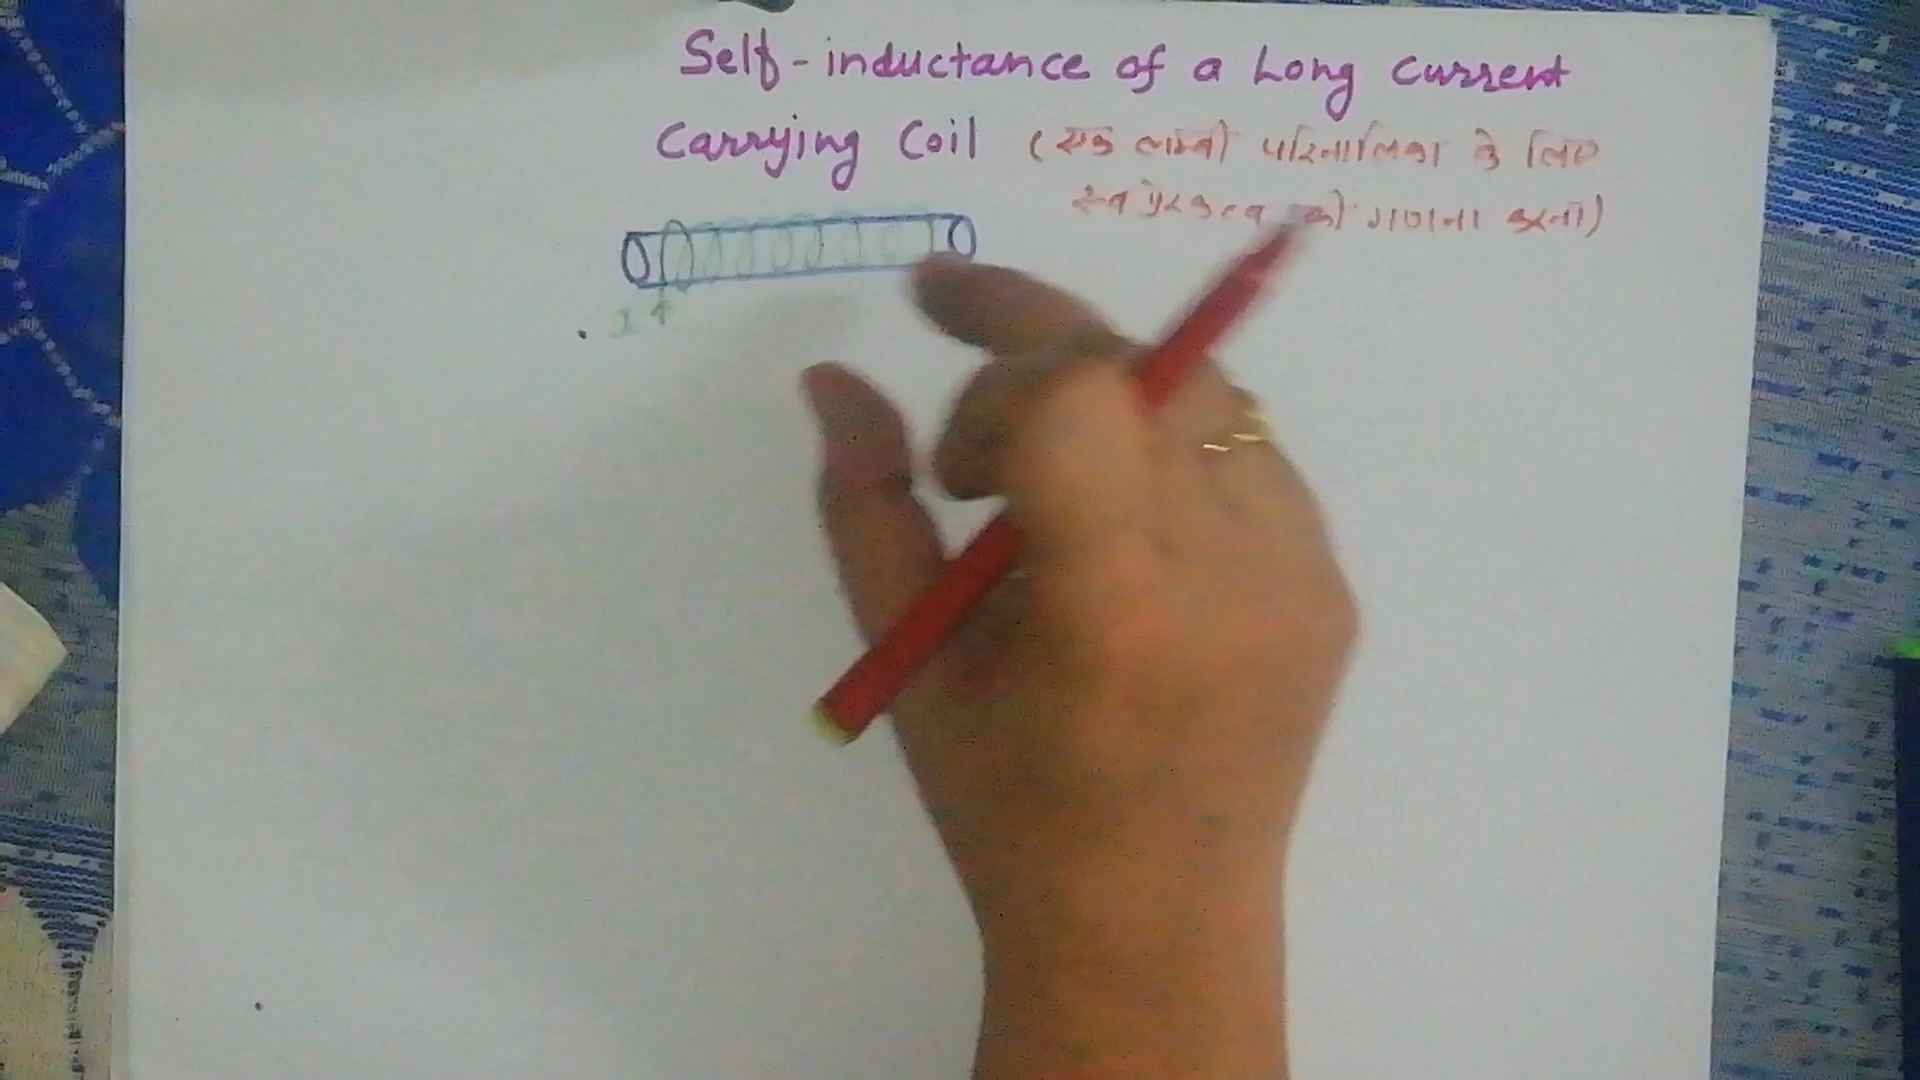 Self-inductance of a Long Current
Carrying Coil (एक लम्बी परिनालिका के लिए
स्व प्रेरकत्व की गणना करना)
I